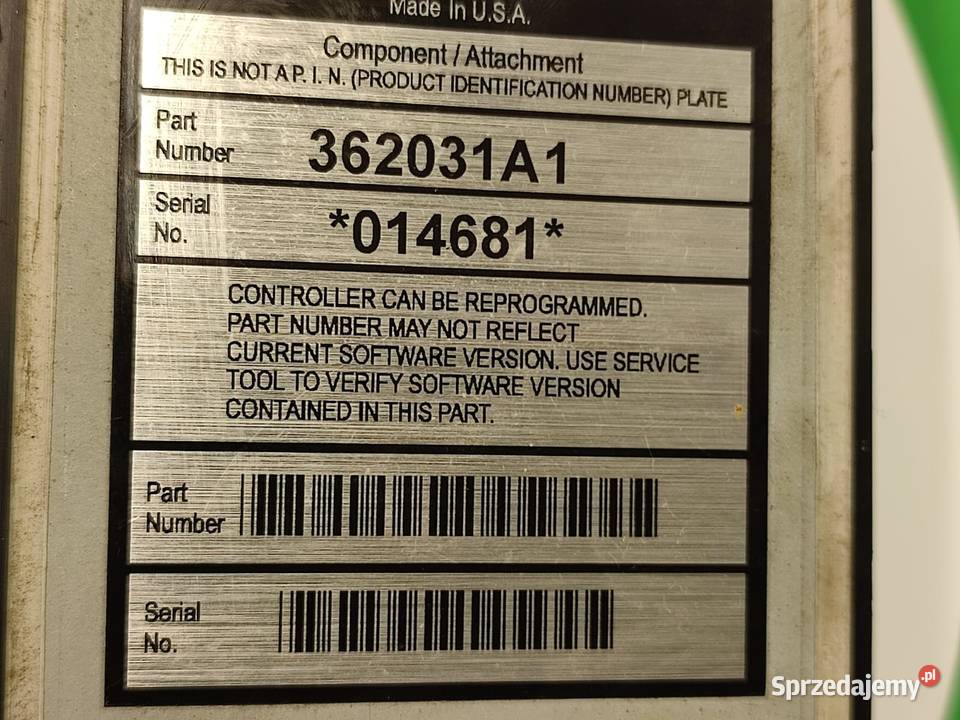 Made In U.S.A.
Component / Attachment
THIS IS NOT A P. I. N. (PRODUCT IDENTIFICATION NUMBER) PLATE
Part
Number
362031A1
Serial
No.
*014681*
CONTROLLER CAN BE REPROGRAMMED.
PART NUMBER MAY NOT REFLECT
CURRENT SOFTWARE VERSION. USE SERVICE
TOOL TO VERIFY SOFTWARE VERSION
CONTAINED IN THIS PART.
Part
Number
Serial
No.
Sprzedajemy.pl